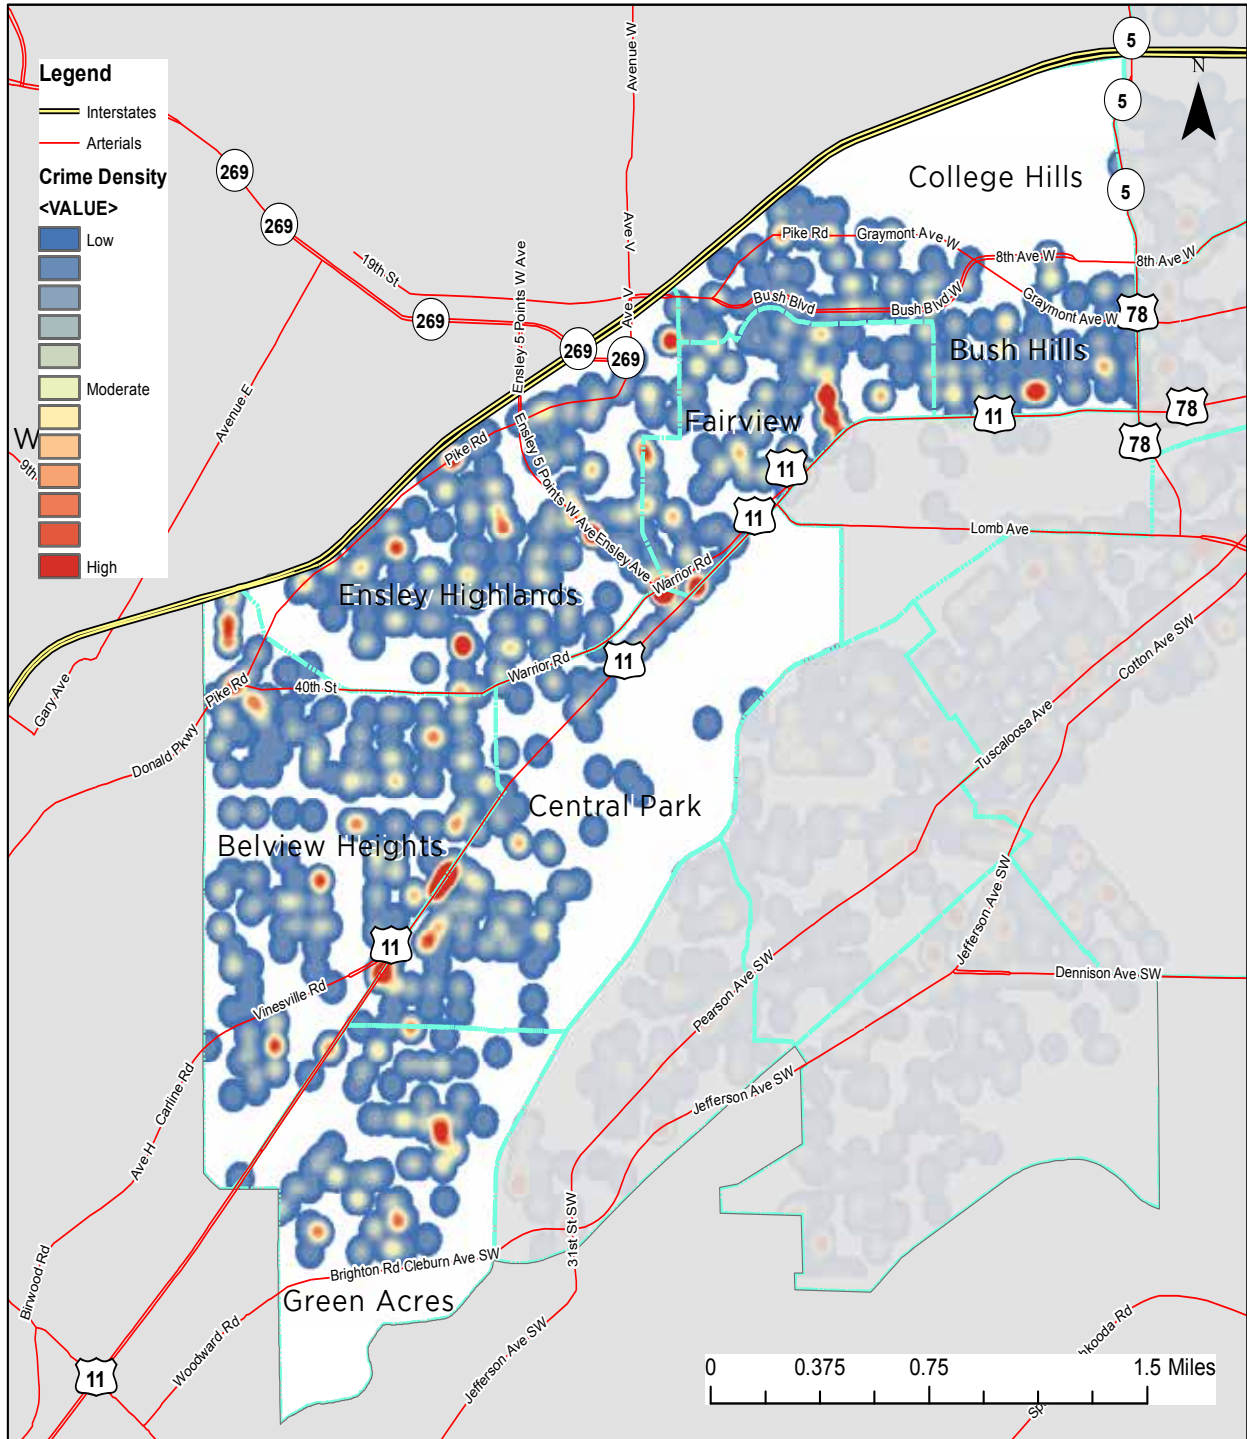 Legend
Interstates
Arterials
Crime Density
<VALUE>
Low
Moderate
High
N
5
5
5
269
269
269
269
269
Avenue W
Ave V
Ave V
19th St
Ensley 5 Points W Ave
Ensley 5 Points W Ave
Avenue E
W
9th
College Hills
Pike Rd
Graymont Ave W
8th Ave W
8th Ave W
Bush Blvd
Bush Blvd W
Graymont Ave W
78
Bush Hills
78
11
78
Fairview
Pike Rd
11
11
Lomb Ave
Ensley Ave
Warrior Rd
Ensley Highlands
11
Warrior Rd
40th St
Pike Rd
Gary Ave
Donald Pkwy
Cotton Ave SW
Tuscaloosa Ave
Central Park
Belview Heights
11
Vinesville Rd
Jefferson Ave SW
Dennison Ave SW
Pearson Ave SW
Carline Rd
Jefferson Ave SW
Ave H
31st St SW
Birwood Rd
Brighton Rd
Cleburn Ave SW
Green Acres
Woodward Rd
Jefferson Ave SW
11
hkooda Rd
Sp
0 0.375 0.75 1.5 Miles